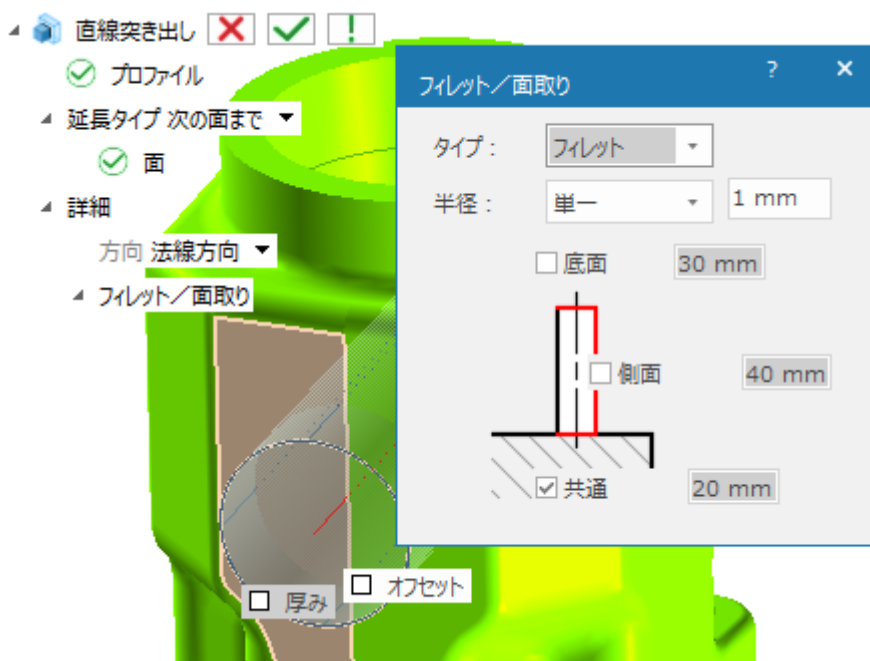 直線突き出し
プロファイル
延長タイプ 次の面まで
面
詳細
方向 法線方向
フィレット／面取り
フィレット／面取り ?
タイプ： フィレット
半径： 単一 1 mm
底面 30 mm
側面 40 mm
共通 20 mm
厚み
オフセット